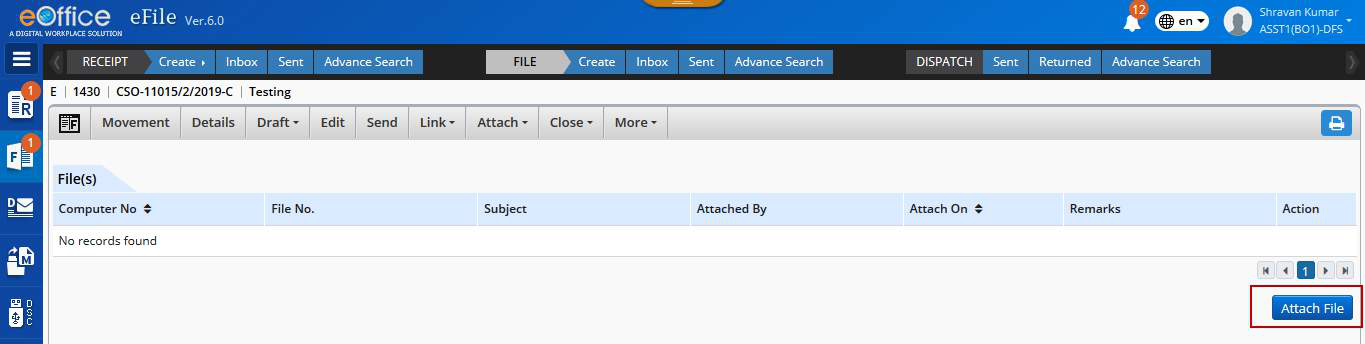 eOffice eFile Ver.6.0
A DIGITAL WORKPLACE SOLUTION
12
en
Shravan Kumar
ASST1(BO1)-DFS
RECEIPT Create Inbox Sent Advance Search FILE Create Inbox Sent Advance Search DISPATCH Sent Returned Advance Search
E | 1430 | CSO-11015/2/2019-C | Testing
1
R
F Movement Details Draft Edit Send Link Attach Close More
1
F
File(s)
Computer No File No. Subject Attached By Attach On Remarks Action
No records found
D
M
1
Attach File
DSC